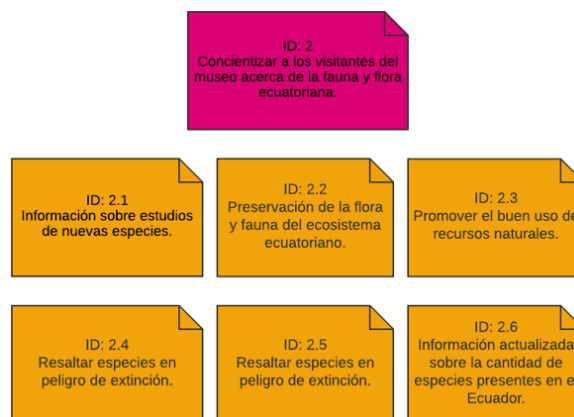 ID: 2
Concientizar a los visitantes del
museo acerca de la fauna y flora
ecuatoriana.
ID: 2.1
Información sobre estudios
de nuevas especies.
ID: 2.2
Preservación de la flora
y fauna del ecosistema
ecuatoriano.
ID: 2.3
Promover el buen uso de
recursos naturales.
ID: 2.4
Resaltar especies en
peligro de extinción.
ID: 2.5
Resaltar especies en
peligro de extinción.
ID: 2.6
Información actualizada
sobre la cantidad de
especies presentes en e
Ecuador.